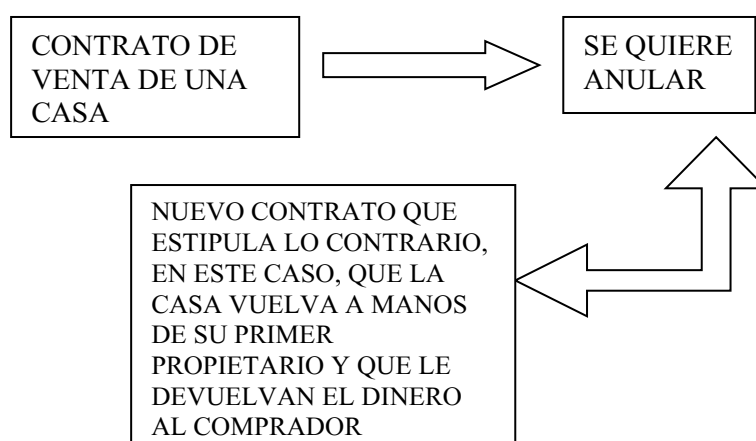 CONTRATO DE
VENTA DE UNA
CASA
SE QUIERE
ANULAR
NUEVO CONTRATO QUE
ESTIPULA LO CONTRARIO,
EN ESTE CASO, QUE LA
CASA VUELVA A MANOS
DE SU PRIMER
PROPIETARIO Y QUE LE
DEVUELVAN EL DINERO
AL COMPRADOR